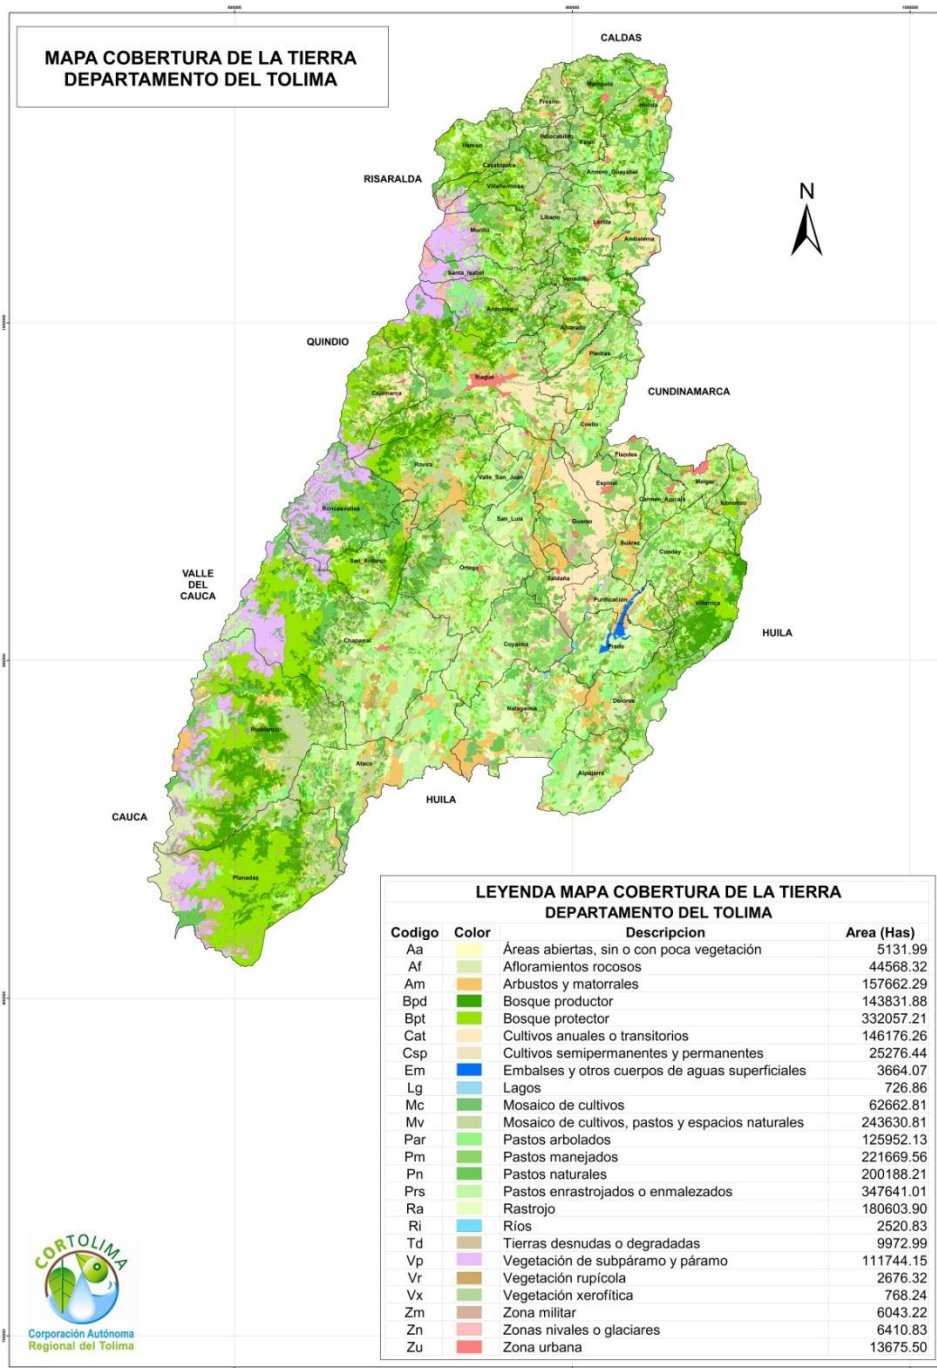 MAPA COBERTURA DE LA TIERRA
DEPARTAMENTO DEL TOLIMA
CALDAS
N
RISARALDA
QUINDIO
CUNDINAMARCA
VALLE
DEL
CAUCA
HUILA
CAUCA
HUILA
Fresno
Honda
Herveo
Palocabildo
Falan
Casabianca
Armero_Guayabal
Villahermosa
Libano
Lérida
Murillo
Ambalema
Santa_Isabel
Venadillo
Anzoategui
Alvarado
Piedras
Ibagué
Cajamarca
Coello
Flandes
Rovira
Valle_San_Juan
Espinal
Melgar
Carmen_Apicala
Icononzo
Roncesvalles
San_Luis
Guamo
Suárez
Cunday
San_Antonio
Ortega
Saldaña
Purificación
Villarrica
Chaparral
Coyaima
Prado
Natagaima
Dolores
Rioblanco
Ataco
Alpujarra
Planadas
LEYENDA MAPA COBERTURA DE LA TIERRA
DEPARTAMENTO DEL TOLIMA
Codigo Color Descripcion Area (Has)
Aa Áreas abiertas, sin o con poca vegetación 5131.99
Af Afloramientos rocosos 44568.32
Am Arbustos y matorrales 157662.29
Bpd Bosque productor 143831.88
Bpt Bosque protector 332057.21
Cat Cultivos anuales o transitorios 146176.26
Csp Cultivos semipermanentes y permanentes 25276.44
Em Embalses y otros cuerpos de aguas superficiales 3664.07
Lg Lagos 726.86
Mc Mosaico de cultivos 62662.81
Mv Mosaico de cultivos, pastos y espacios naturales 243630.81
Par Pastos arbolados 125952.13
Pm Pastos manejados 221669.56
Pn Pastos naturales 200188.21
Prs Pastos enrastrojados o enmalezados 347641.01
Ra Rastrojo 180603.90
Ri Ríos 2520.83
Td Tierras desnudas o degradadas 9972.99
Vp Vegetación de subpáramo y páramo 111744.15
Vr Vegetación rupícola 2676.32
Vx Vegetación xerofítica 768.24
Zm Zona militar 6043.22
Zn Zonas nivales o glaciares 6410.83
Zu Zona urbana 13675.50
CORTOLIMA
Corporación Autónoma
Regional del Tolima